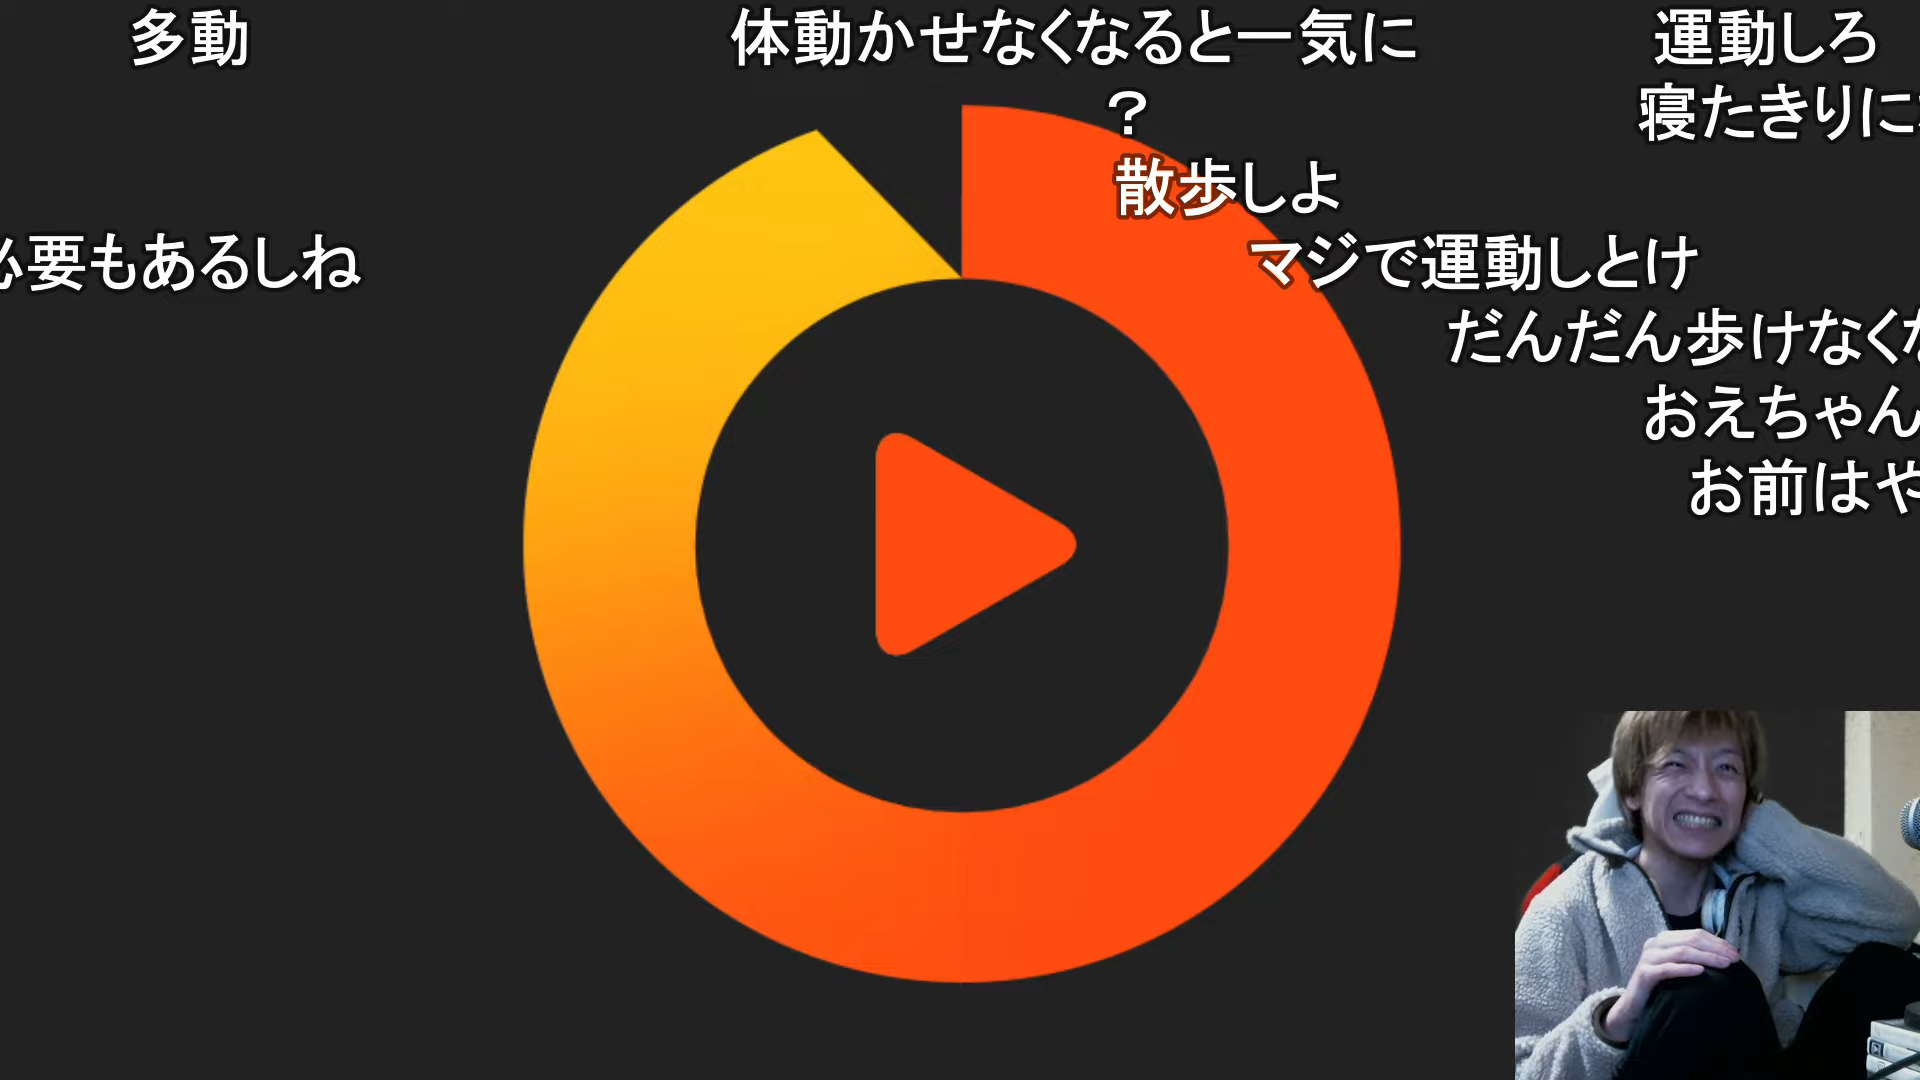 多動
体動かせなくなると一気に
運動しろ
?
寝たきりに
散歩しよ
必要もあるしね
マジで運動しとけ
だんだん歩けなくな
おえちゃん
お前はや